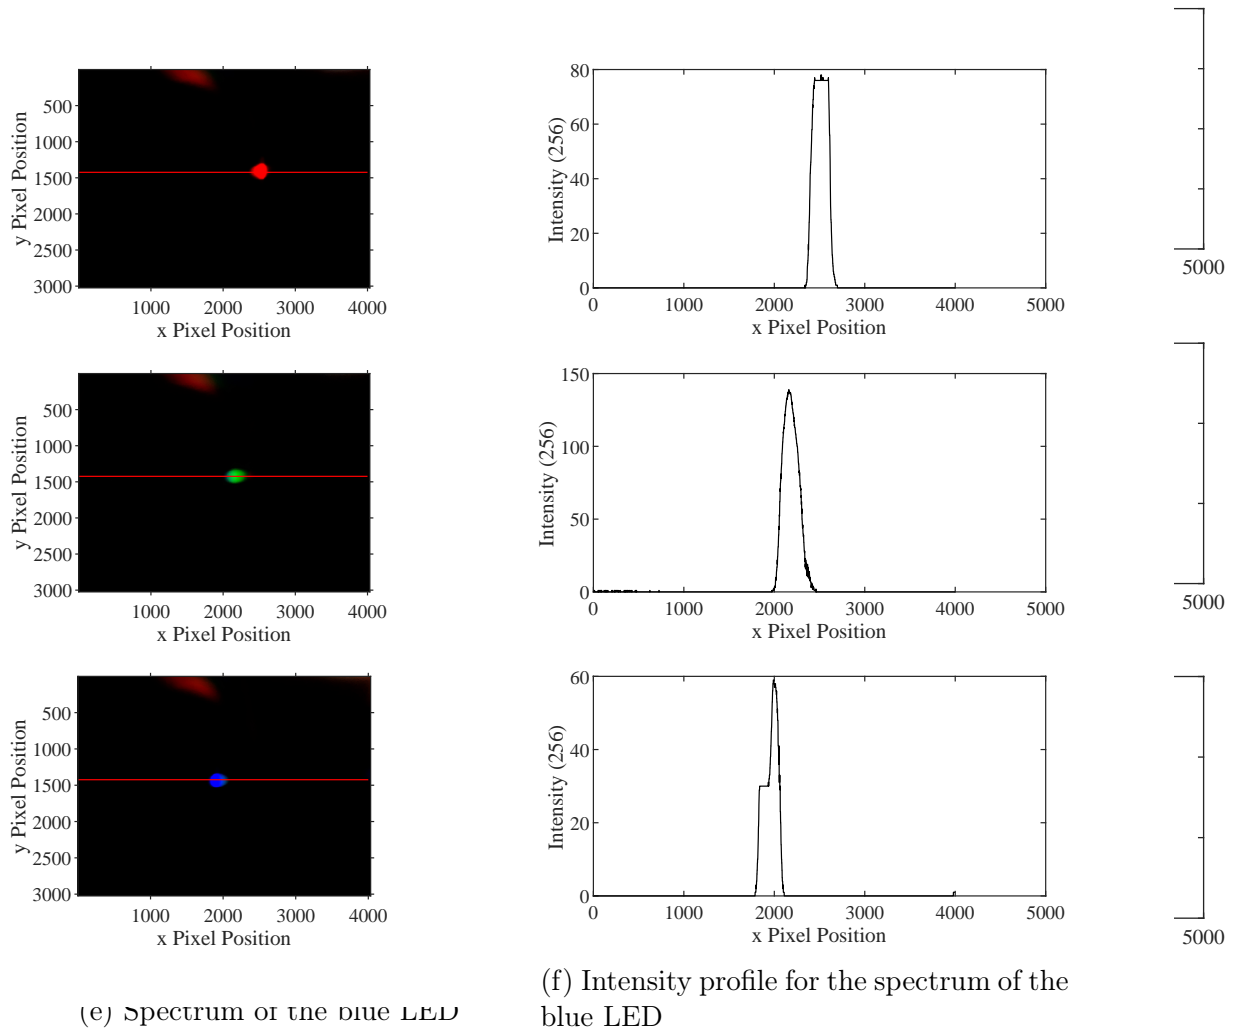 80
60
40
20
0
Intensity (256)
0 1000 2000 3000 4000 5000
x Pixel Position
500
1000
1500
2000
2500
3000
y Pixel Position
1000 2000 3000 4000
x Pixel Position
5000
150
100
50
0
Intensity (256)
0 1000 2000 3000 4000 5000
x Pixel Position
500
1000
1500
2000
2500
3000
y Pixel Position
1000 2000 3000 4000
x Pixel Position
5000
60
40
20
0
Intensity (256)
0 1000 2000 3000 4000 5000
x Pixel Position
500
1000
1500
2000
2500
3000
y Pixel Position
1000 2000 3000 4000
x Pixel Position
5000
(e) Spectrum of the blue LED
(f) Intensity profile for the spectrum of the
blue LED